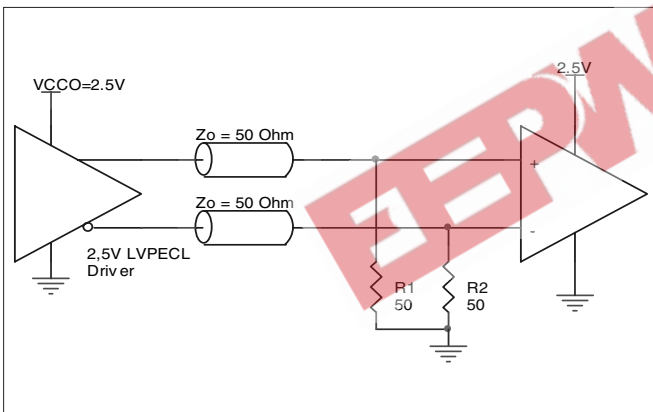 VCCO=2.5V
2.5V
Zo = 50 Ohm
+
Zo = 50 Ohm
-
2,5V LVPECL
Driver
R1
50
R2
50
EEPW